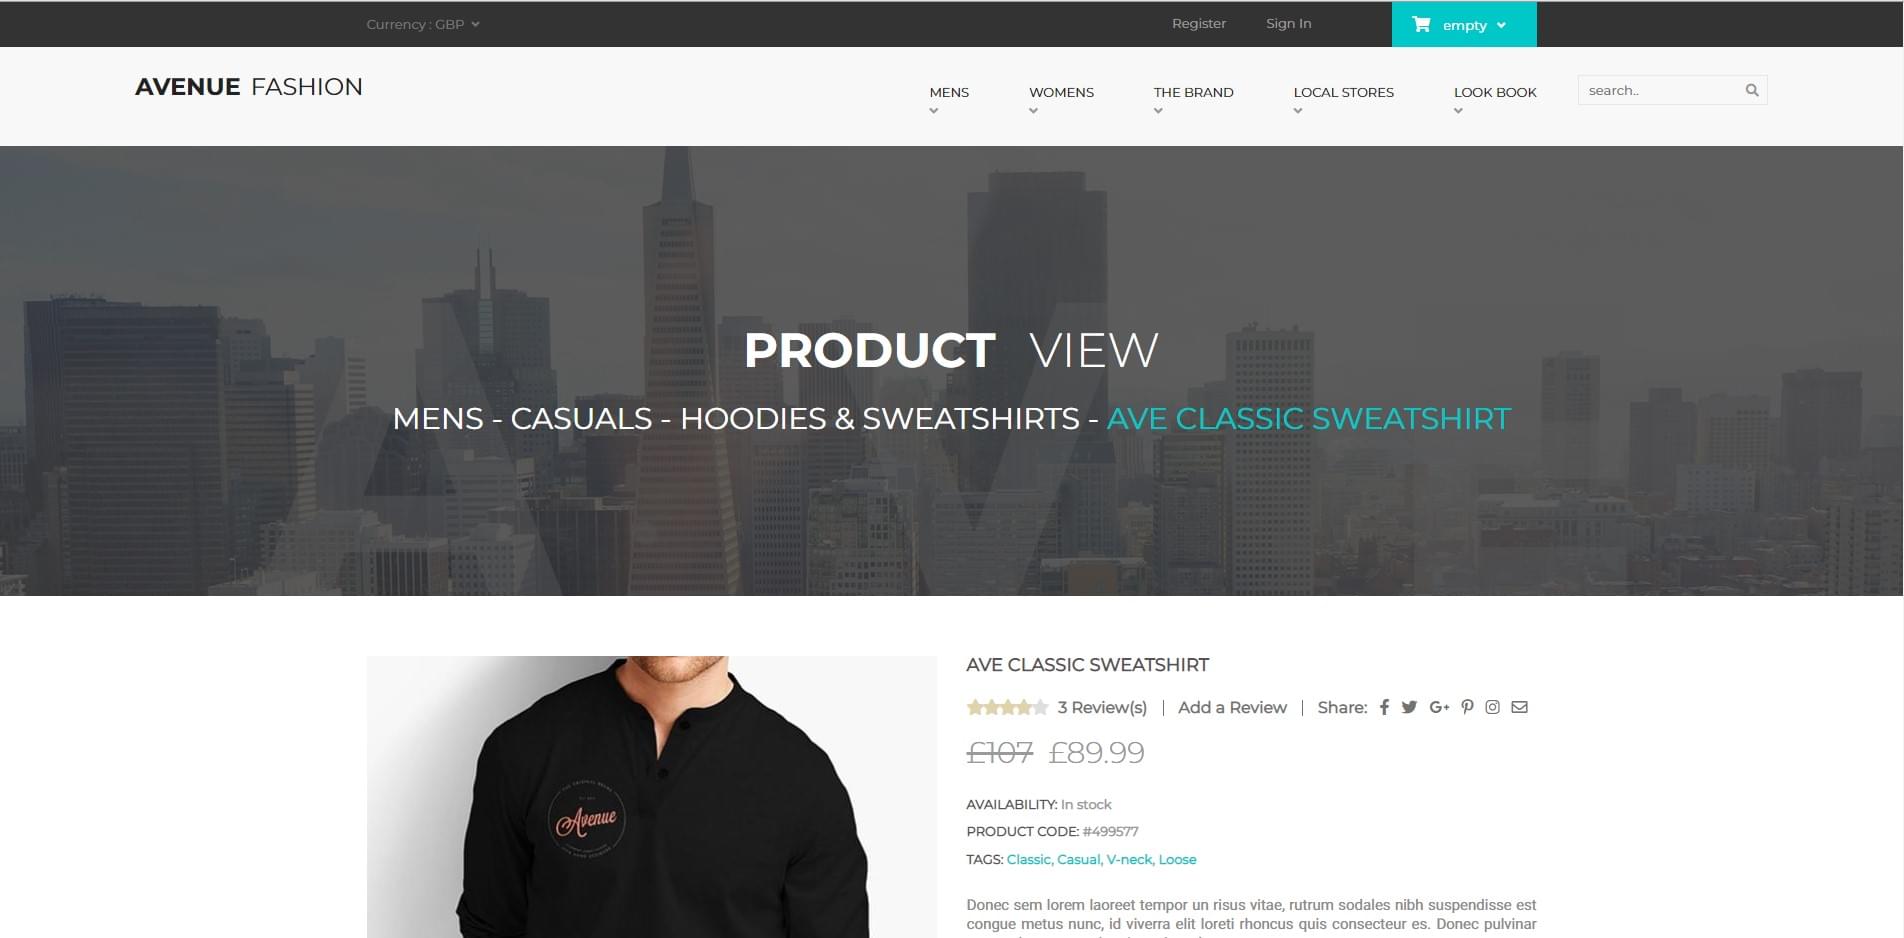 Currency : GBP
Register
Sign In
empty
AVENUE FASHION
MENS
WOMENS
THE BRAND
LOCAL STORES
LOOK BOOK
search..
PRODUCT VIEW
MENS - CASUALS - HOODIES & SWEATSHIRTS - AVE CLASSIC SWEATSHIRT
AVE CLASSIC SWEATSHIRT
3 Review(s) | Add a Review | Share:
£107 £89.99
AVAILABILITY: In stock
PRODUCT CODE: #499577
TAGS: Classic, Casual, V-neck, Loose
Avenue
Donec sem lorem laoreet tempor un risus vitae, rutrum sodales nibh suspendisse est
congue metus nunc, id viverra elit loreti rhoncus quis consecteur es. Donec pulvinar